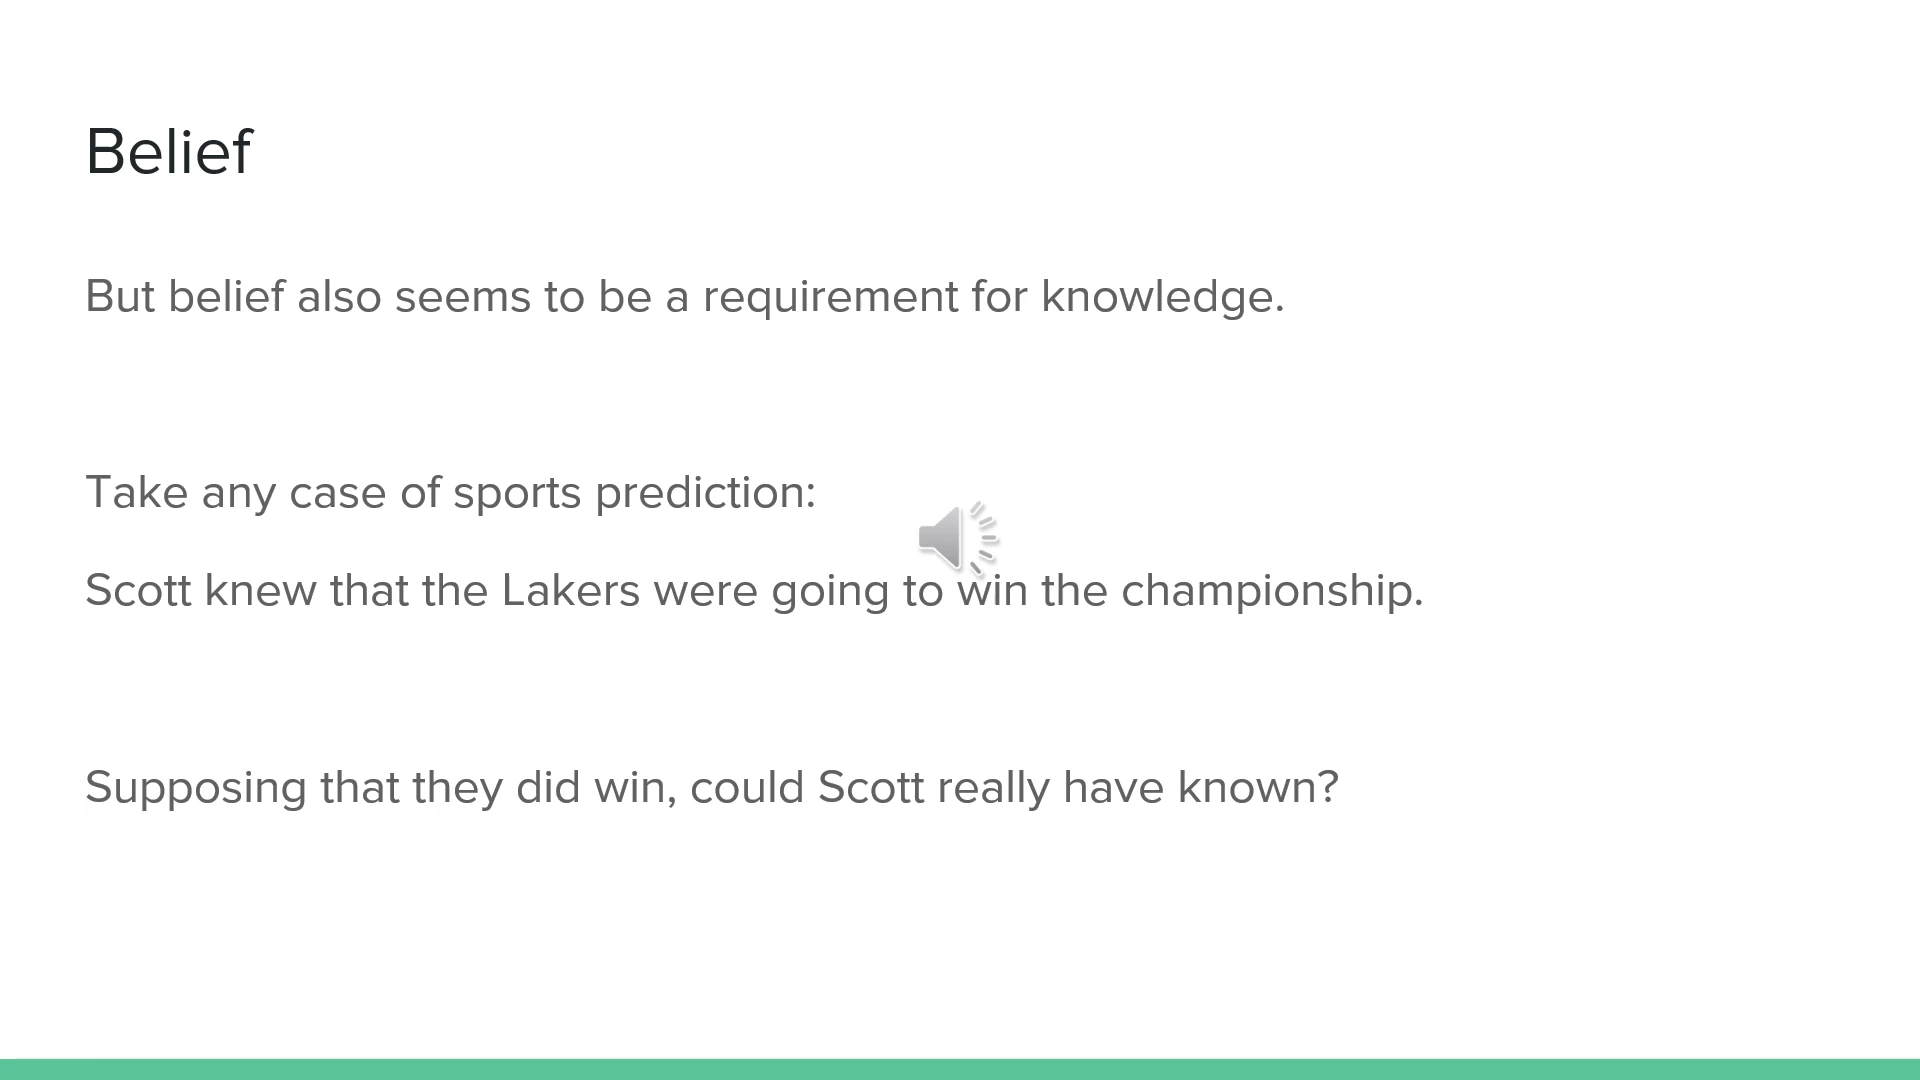 Belief
But belief also seems to be a requirement for knowledge.
Take any case of sports prediction:
Scott knew that the Lakers were going to win the championship.
Supposing that they did win, could Scott really have known?